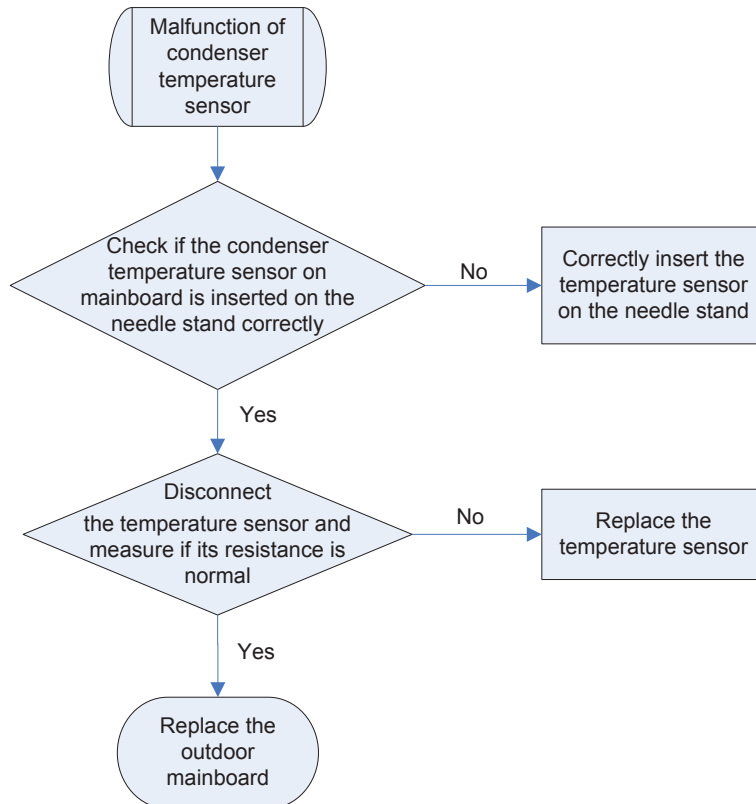 Malfunction of
condenser
temperature
sensor
Check if the condenser
temperature sensor on
mainboard is inserted on the
needle stand correctly
No
Correctly insert the
temperature sensor
on the needle stand
Yes
Disconnect
the temperature sensor and
measure if its resistance is
normal
No
Replace the
temperature sensor
Yes
Replace the
outdoor
mainboard